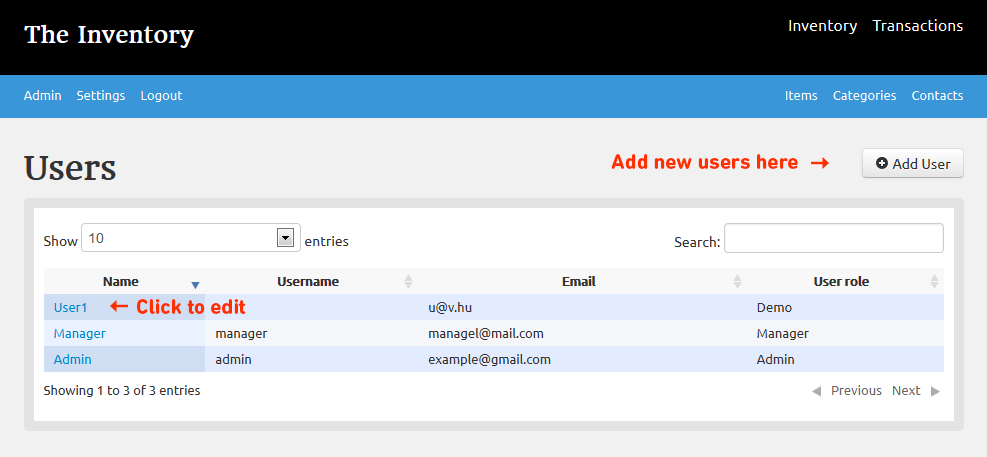 The Inventory
Inventory Transactions
Admin Settings Logout
Items Categories Contacts
Users
Add new users here →
Add User
Show 10 entries
Search:
Name Username Email User role
User1 ← Click to edit u@v.hu Demo
Manager manager managel@mail.com Manager
Admin admin example@gmail.com Admin
Showing 1 to 3 of 3 entries
Previous Next